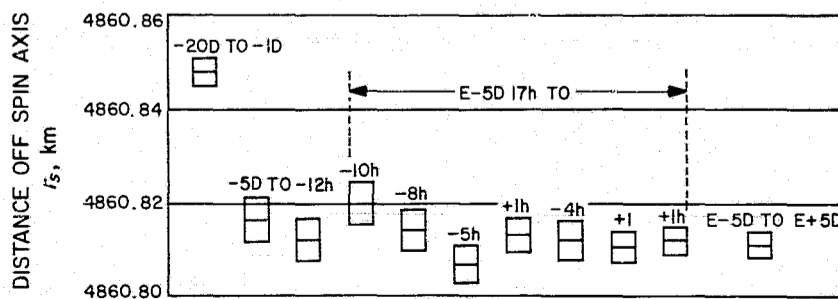 DISTANCE OFF SPIN AXIS
rs, km
4860.86
4860.84
4860.82
4860.80
-20D TO -1D
E-5D 17h TO
-5D TO -12h
-10h
-8h
-5h
+1h
-4h
+1
+1h
E-5D TO E+5D